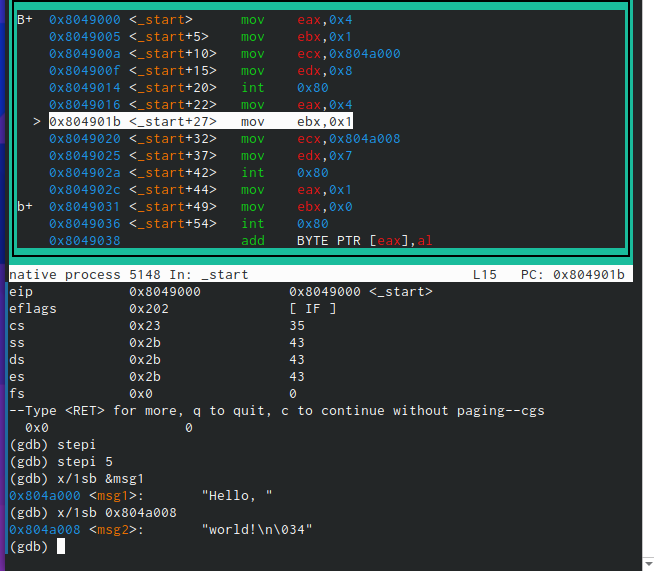 B+ 0x8049000 <_start> mov eax,0x4
0x8049005 <_start+5> mov ebx,0x1
0x804900a <_start+10> mov ecx,0x804a000
0x804900f <_start+15> mov edx,0x8
0x8049014 <_start+20> int 0x80
0x8049016 <_start+22> mov eax,0x4
> 0x804901b <_start+27> mov ebx,0x1
0x8049020 <_start+32> mov ecx,0x804a008
0x8049025 <_start+37> mov edx,0x7
0x804902a <_start+42> int 0x80
0x804902c <_start+44> mov eax,0x1
b+ 0x8049031 <_start+49> mov ebx,0x0
0x8049036 <_start+54> int 0x80
0x8049038 add BYTE PTR [eax],al
native process 5148 In: _start L15 PC: 0x804901b
eip 0x8049000 0x8049000 <_start>
eflags 0x202 [ IF ]
cs 0x23 35
ss 0x2b 43
ds 0x2b 43
es 0x2b 43
fs 0x0 0
--Type <RET> for more, q to quit, c to continue without paging--cgs
0x0 0
(gdb) stepi
(gdb) stepi 5
(gdb) x/1sb &msg1
0x804a000 <msg1>: "Hello, "
(gdb) x/1sb 0x804a008
0x804a008 <msg2>: "world!\n\034"
(gdb)